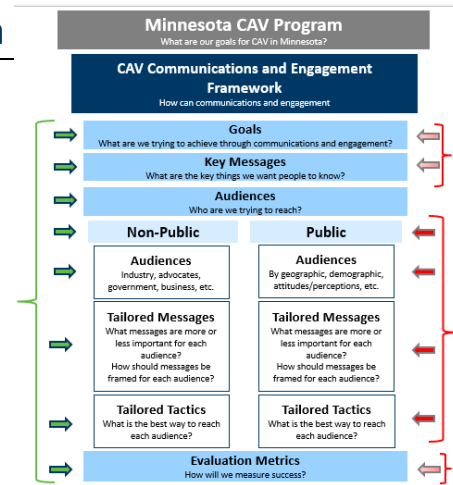 Minnesota CAV Program
What are our goals for CAV in Minnesota?
CAV Communications and Engagement
Framework
How can communications and engagement
Goals
What are we trying to achieve through communications and engagement?
Key Messages
What are the key things we want people to know?
Audiences
Who are we trying to reach?
Non-Public
Public
Audiences
Industry, advocates,
government, business, etc.
Audiences
By geographic, demographic,
attitudes/perceptions, etc.
Tailored Messages
What messages are more or
less important for each
audience?
How should messages be
framed for each audience?
Tailored Messages
What messages are more or
less important for each
audience?
How should messages be
framed for each audience?
Tailored Tactics
What is the best way to reach
each audience?
Tailored Tactics
What is the best way to reach
each audience?
Evaluation Metrics
How will we measure success?